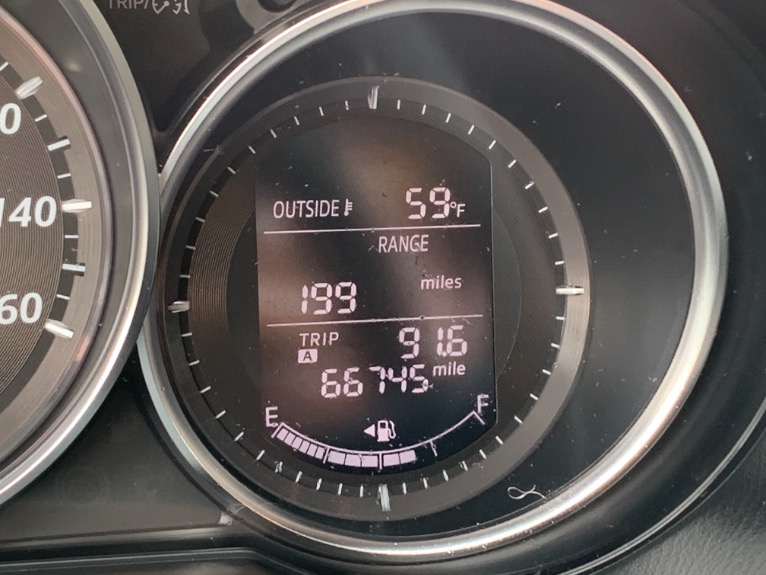 TRIP/
0
140
60
OUTSIDE 59°F
RANGE
199 miles
TRIP A 91.6
66745 mile
E F